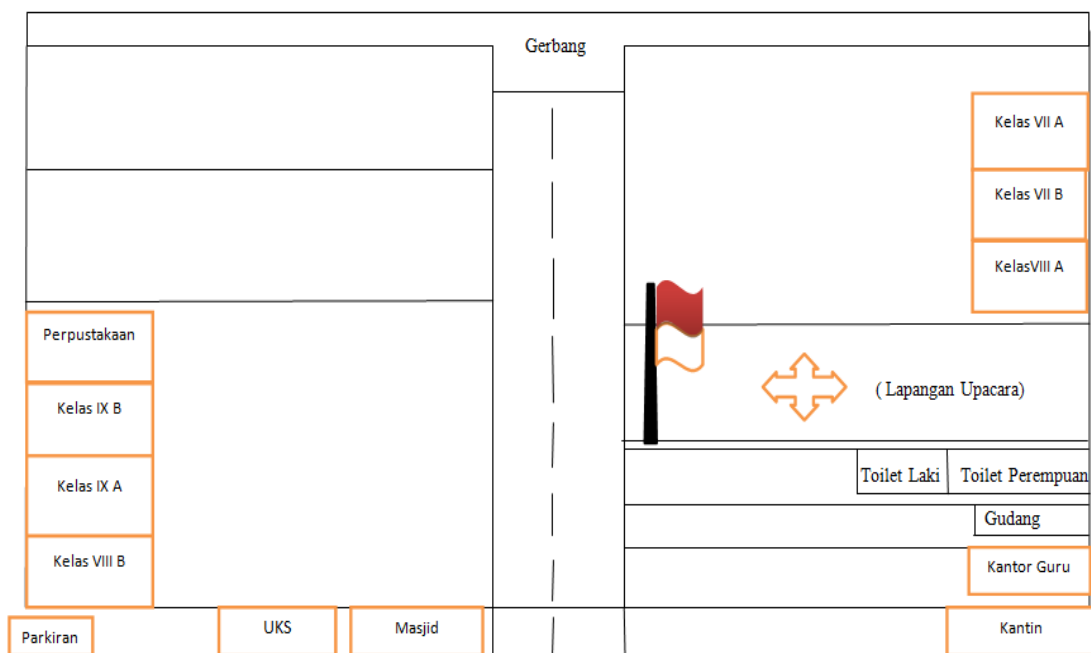 Gerbang
Kelas VII A
Kelas VII B
KelasVIII A
Perpustakaan
Kelas IX B
( Lapangan Upacara)
Kelas IX A
Toilet Laki
Toilet Perempuan
Gudang
Kelas VIII B
Kantor Guru
Parkiran
UKS
Masjid
Kantin